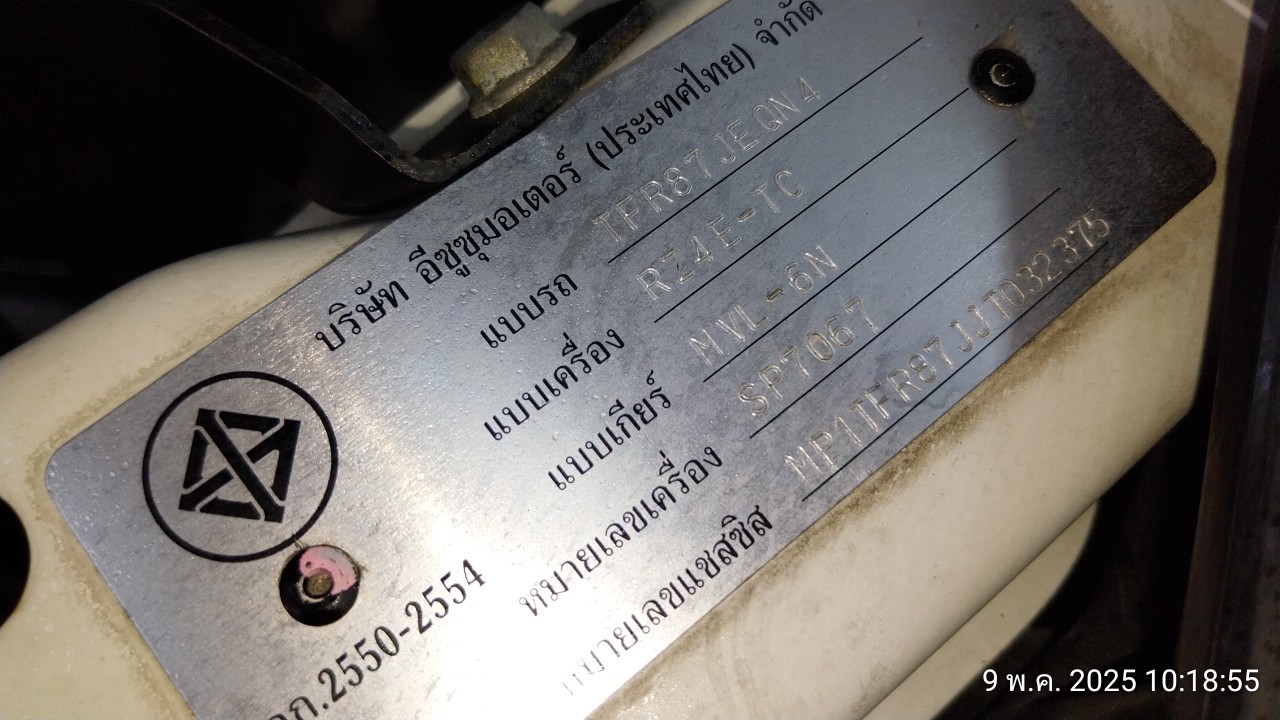 บริษัท อีซูซุมอเตอร์ (ประเทศไทย) จำกัด
แบบรถ TFR87JEQN4
แบบเครื่อง RZ4E-TC
แบบเกียร์ MVL-6N
หมายเลขเครื่อง SP7067
หมายเลขแชสซิส MP1TFR87JJT032375
มอก.2550-2554
9 พ.ค. 2025 10:18:55